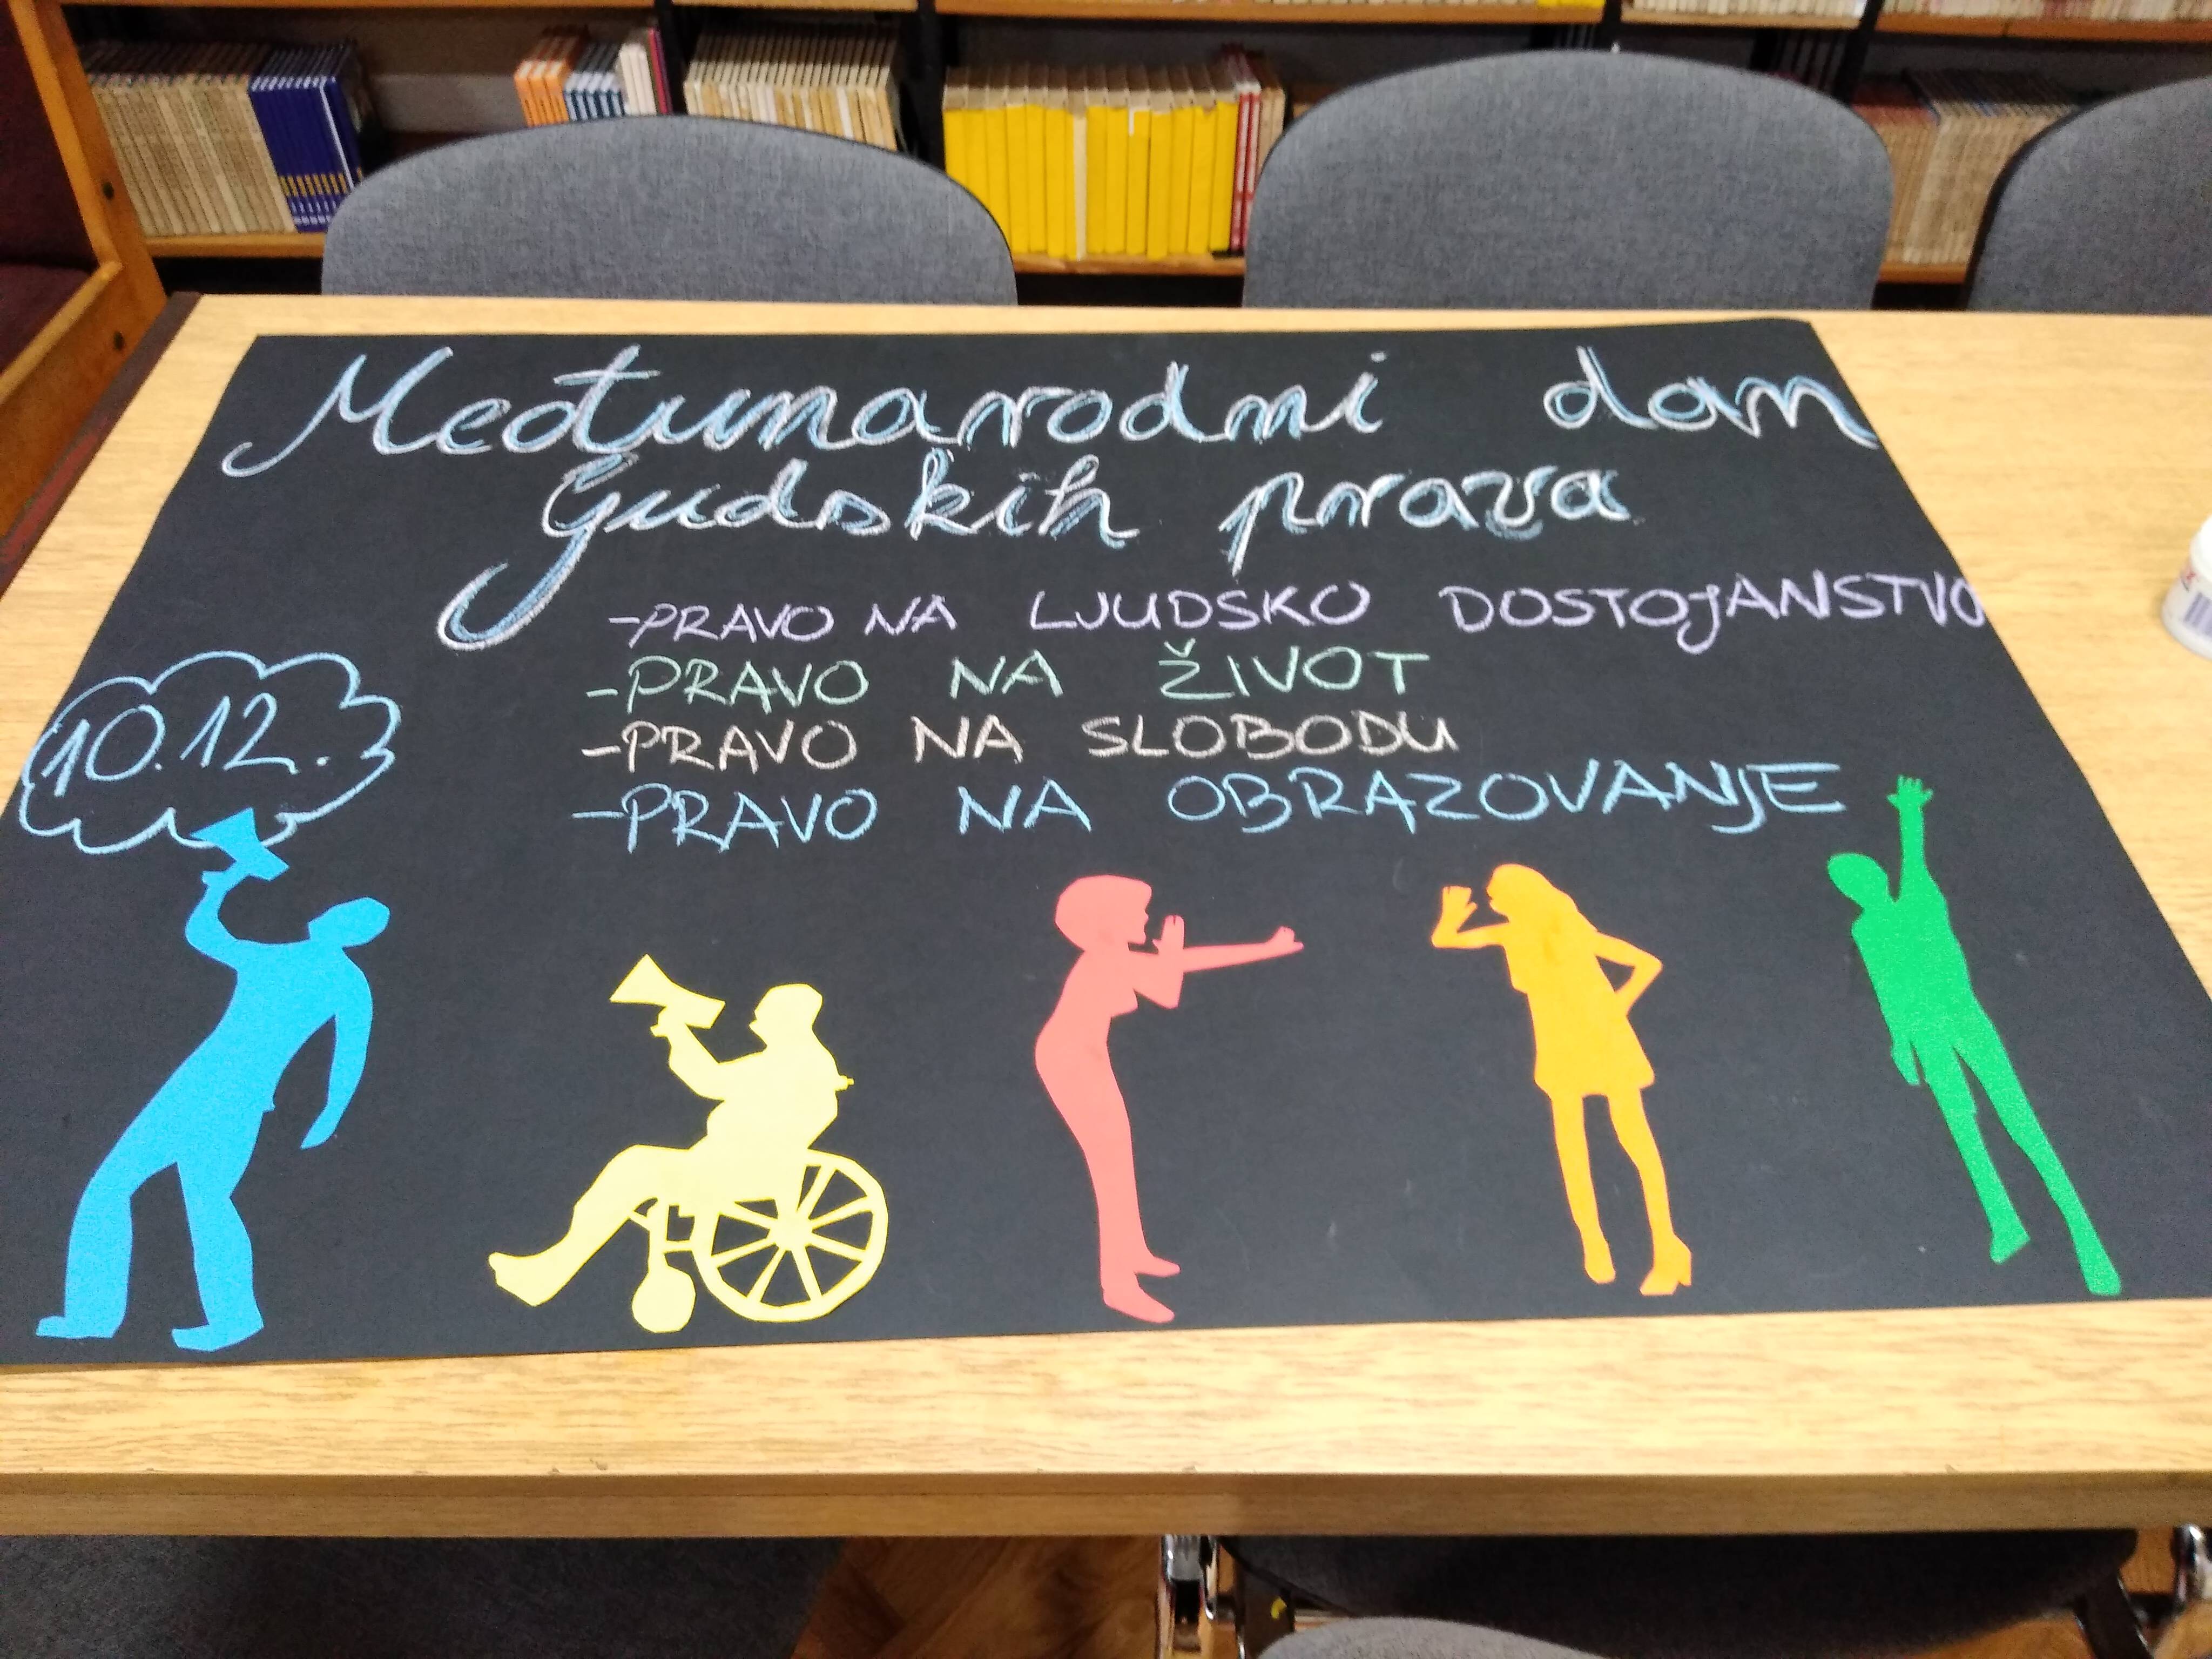 Međunarodni dan
ljudskih prava
-PRAVO NA LJUDSKO DOSTOJANSTVO
-PRAVO NA ŽIVOT
-PRAVO NA SLOBODU
-PRAVO NA OBRAZOVANJE
10.12.